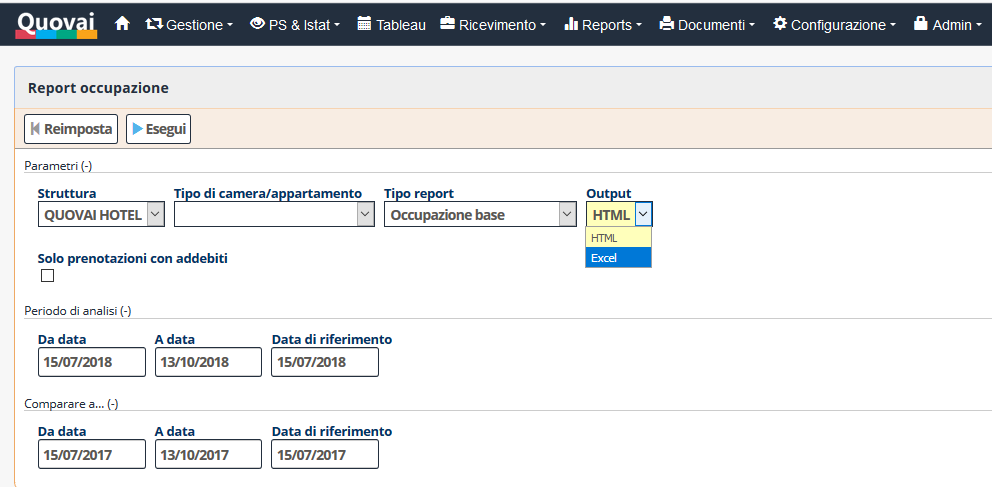 Quovai Gestione PS & Istat Tableau Ricevimento Reports Documenti Configurazione Admin
Report occupazione
Reimposta Esegui
Parametri (-)
Struttura Tipo di camera/appartamento Tipo report Output
QUOVAI HOTEL Occupazione base HTML
HTML
Excel
Solo prenotazioni con addebiti
Periodo di analisi (-)
Da data A data Data di riferimento
15/07/2018 13/10/2018 15/07/2018
Comparare a... (-)
Da data A data Data di riferimento
15/07/2017 13/10/2017 15/07/2017